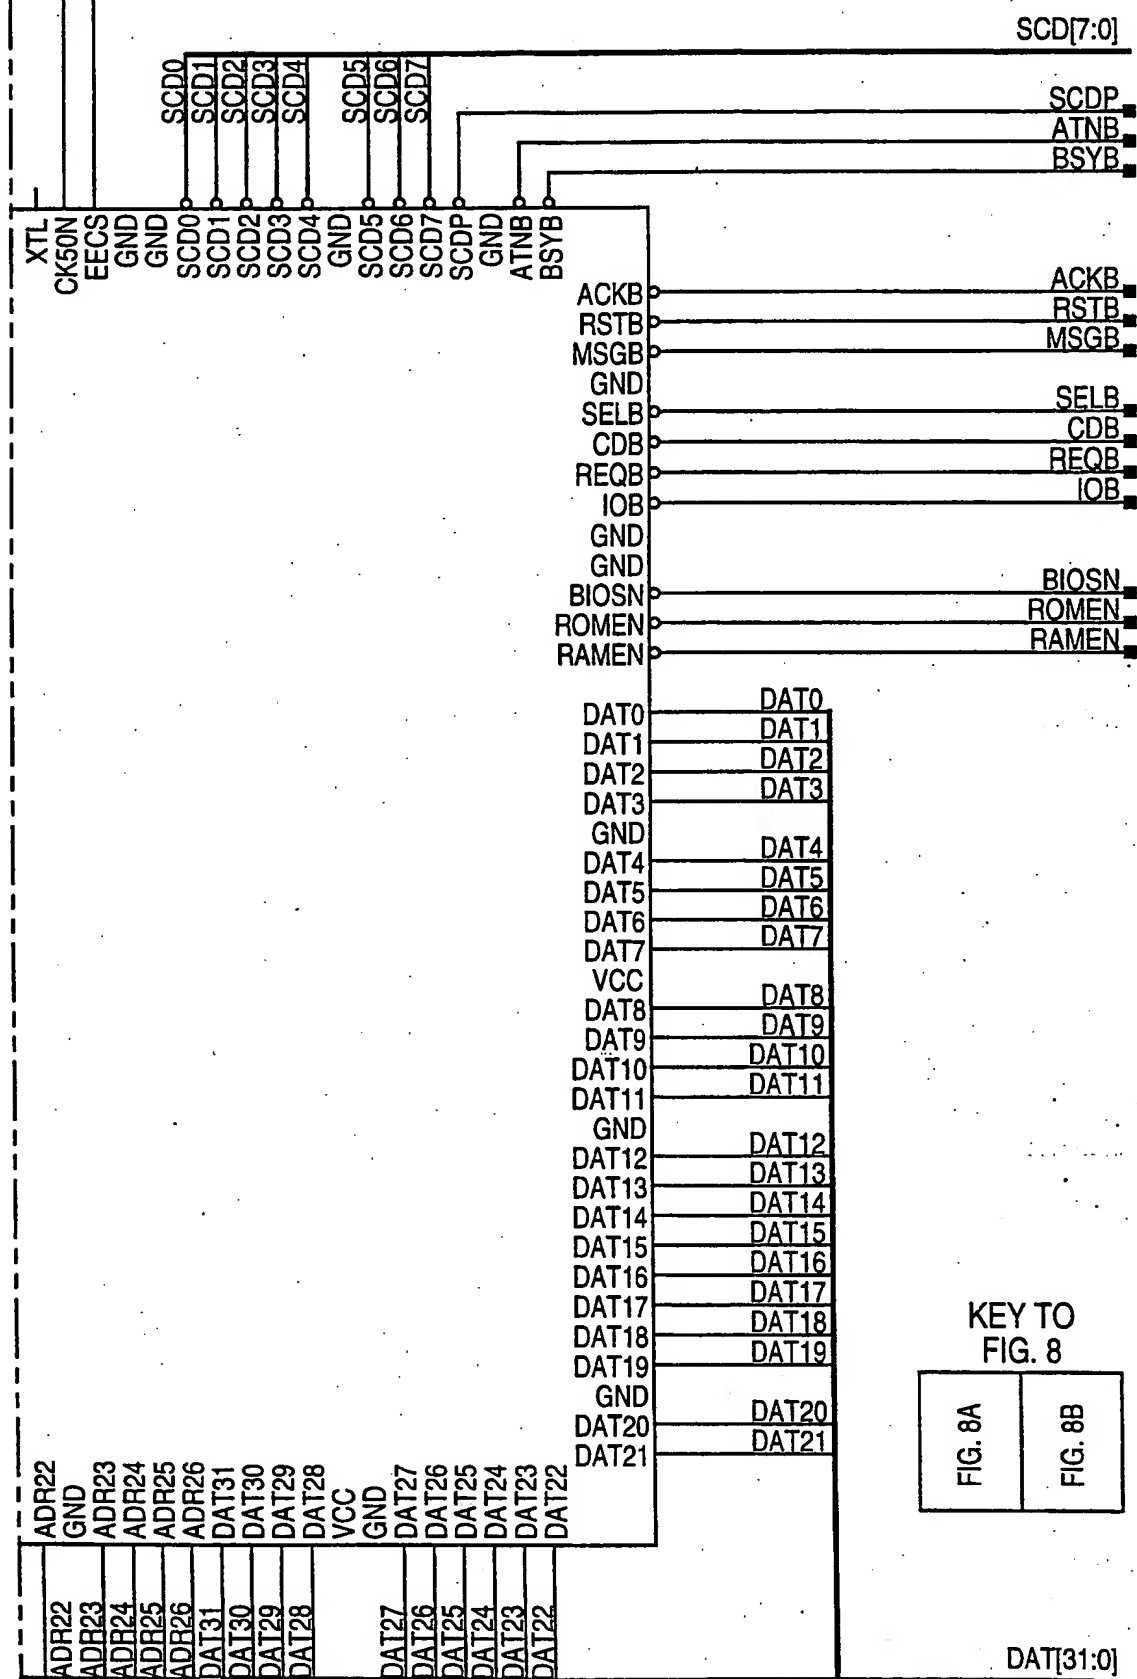 SCD[7:0]
SCD0
SCD1
SCD2
SCD3
SCD4
SCD5
SCD6
SCD7
SCDP
ATNB
BSYB
XTL
CK50N
EECS
GND
GND
SCD0
SCD1
SCD2
SCD3
SCD4
GND
SCD5
SCD6
SCD7
SCDP
GND
ATNB
BSYB
ACKB ACKB
RSTB RSTB
MSGB MSGB
GND
SELB SELB
CDB CDB
REQB REQB
IOB IOB
GND
GND
BIOSN BIOSN
ROMEN ROMEN
RAMEN RAMEN
DAT0 DAT0
DAT1 DAT1
DAT2 DAT2
DAT3 DAT3
GND
DAT4 DAT4
DAT5 DAT5
DAT6 DAT6
DAT7 DAT7
VCC
DAT8 DAT8
DAT9 DAT9
DAT10 DAT10
DAT11 DAT11
GND
DAT12 DAT12
DAT13 DAT13
DAT14 DAT14
DAT15 DAT15
DAT16 DAT16
DAT17 DAT17
DAT18 DAT18
DAT19 DAT19
GND
DAT20 DAT20
DAT21 DAT21
KEY TO
FIG. 8
FIG. 8A
FIG. 8B
ADR22
GND
ADR23
ADR24
ADR25
ADR26
DAT31
DAT30
DAT29
DAT28
VCC
GND
DAT27
DAT26
DAT25
DAT24
DAT23
DAT22
ADR22
ADR23
ADR24
ADR25
ADR26
DAT31
DAT30
DAT29
DAT28
DAT27
DAT26
DAT25
DAT24
DAT23
DAT22
DAT[31:0]